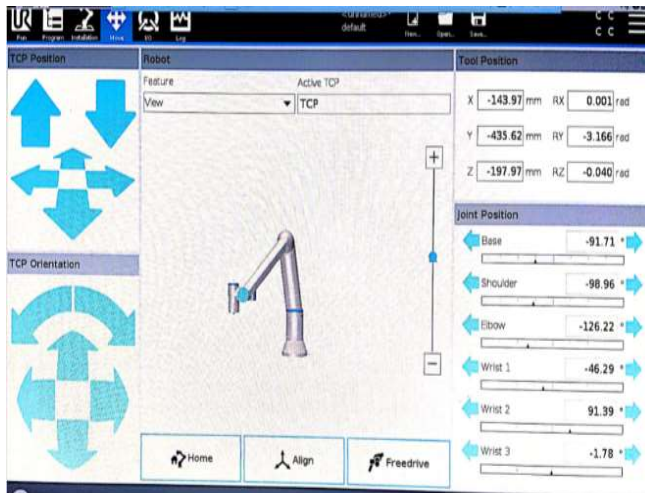 UR
Run Program Installation Move I/O Log
<unnamed>*
default
New... Open... Save...
C C
C C
TCP Position
Robot
Tool Position
Feature
Active TCP
View
TCP
X -143.97 mm RX 0.001 rad
Y -435.62 mm RY -3.166 rad
Z -197.97 mm RZ -0.040 rad
+
−
Joint Position
Base -91.71 °
Shoulder -98.96 °
Elbow -126.22 °
Wrist 1 -46.29 °
Wrist 2 91.39 °
Wrist 3 -1.78 °
TCP Orientation
Home
Align
Freedrive